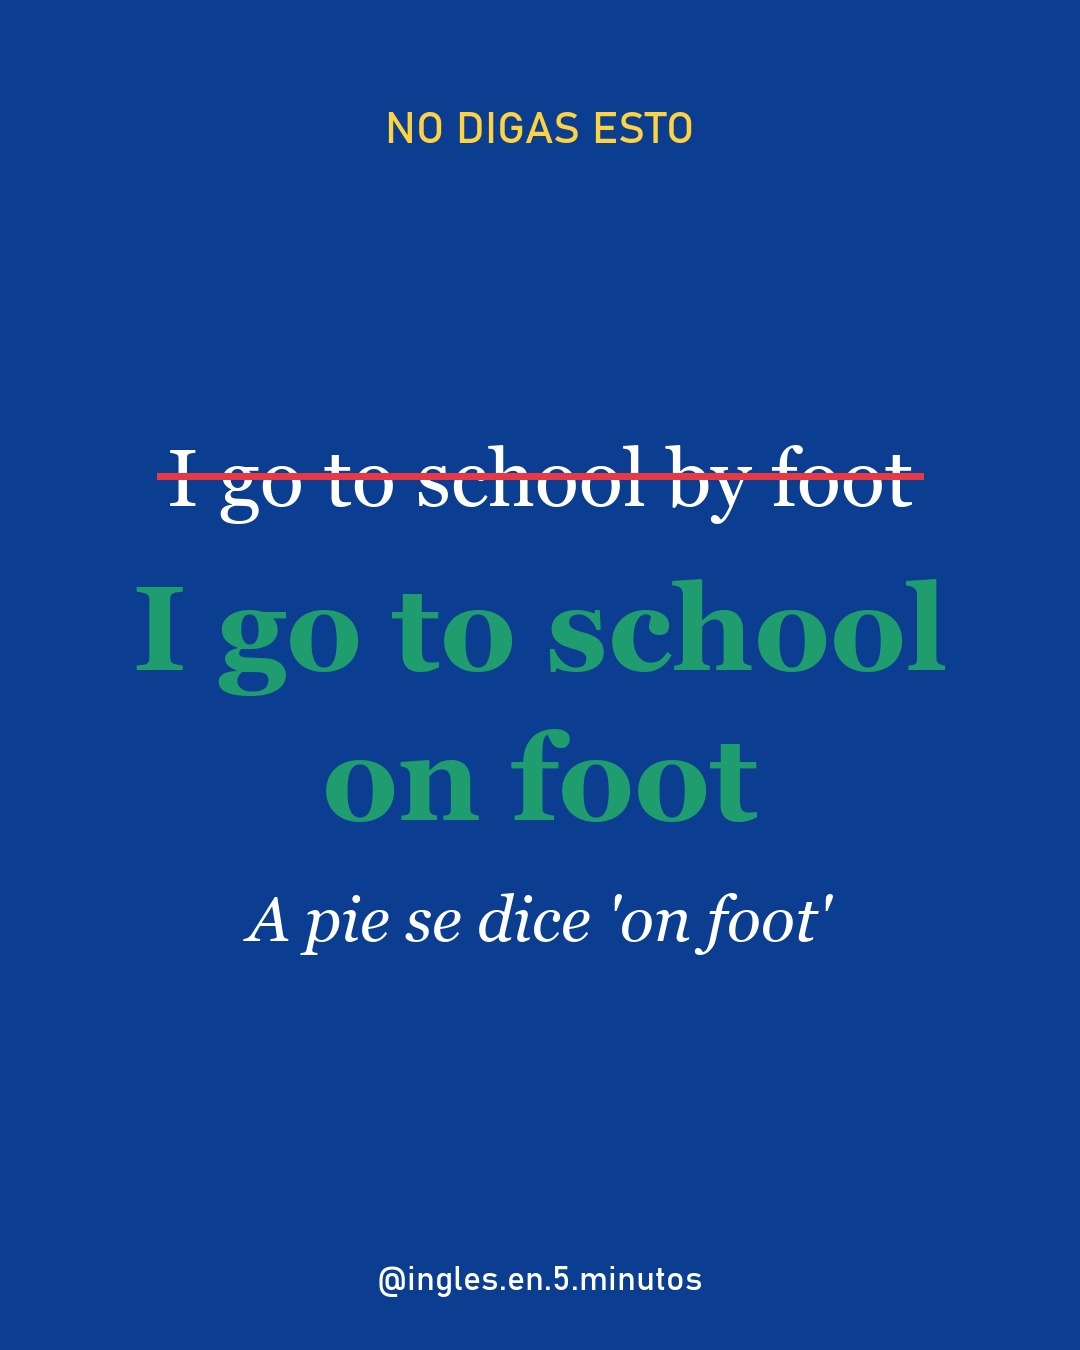 NO DIGAS ESTO
I go to school by foot
I go to school
on foot
A pie se dice 'on foot'
@ingles.en.5.minutos